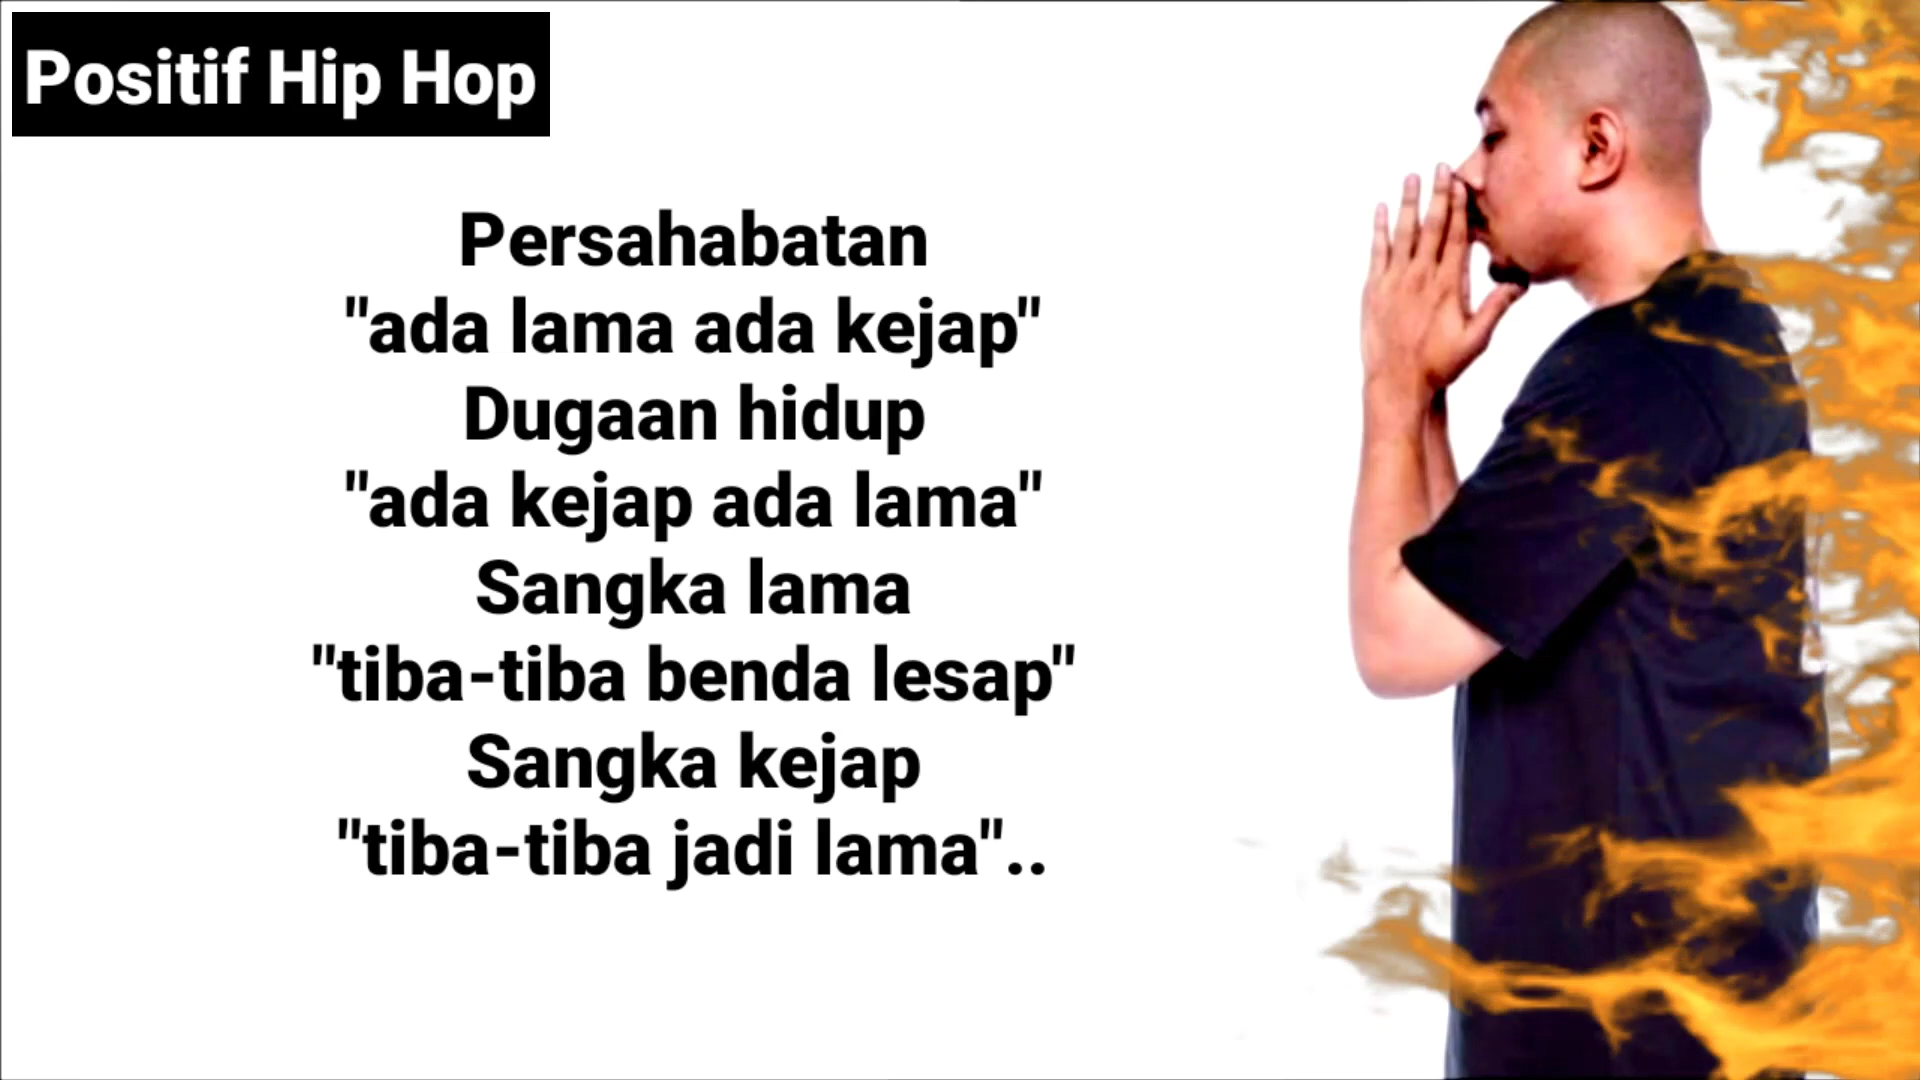 Positif Hip Hop
Persahabatan
"ada lama ada kejap"
Dugaan hidup
"ada kejap ada lama"
Sangka lama
"tiba-tiba benda lesap"
Sangka kejap
"tiba-tiba jadi lama"..